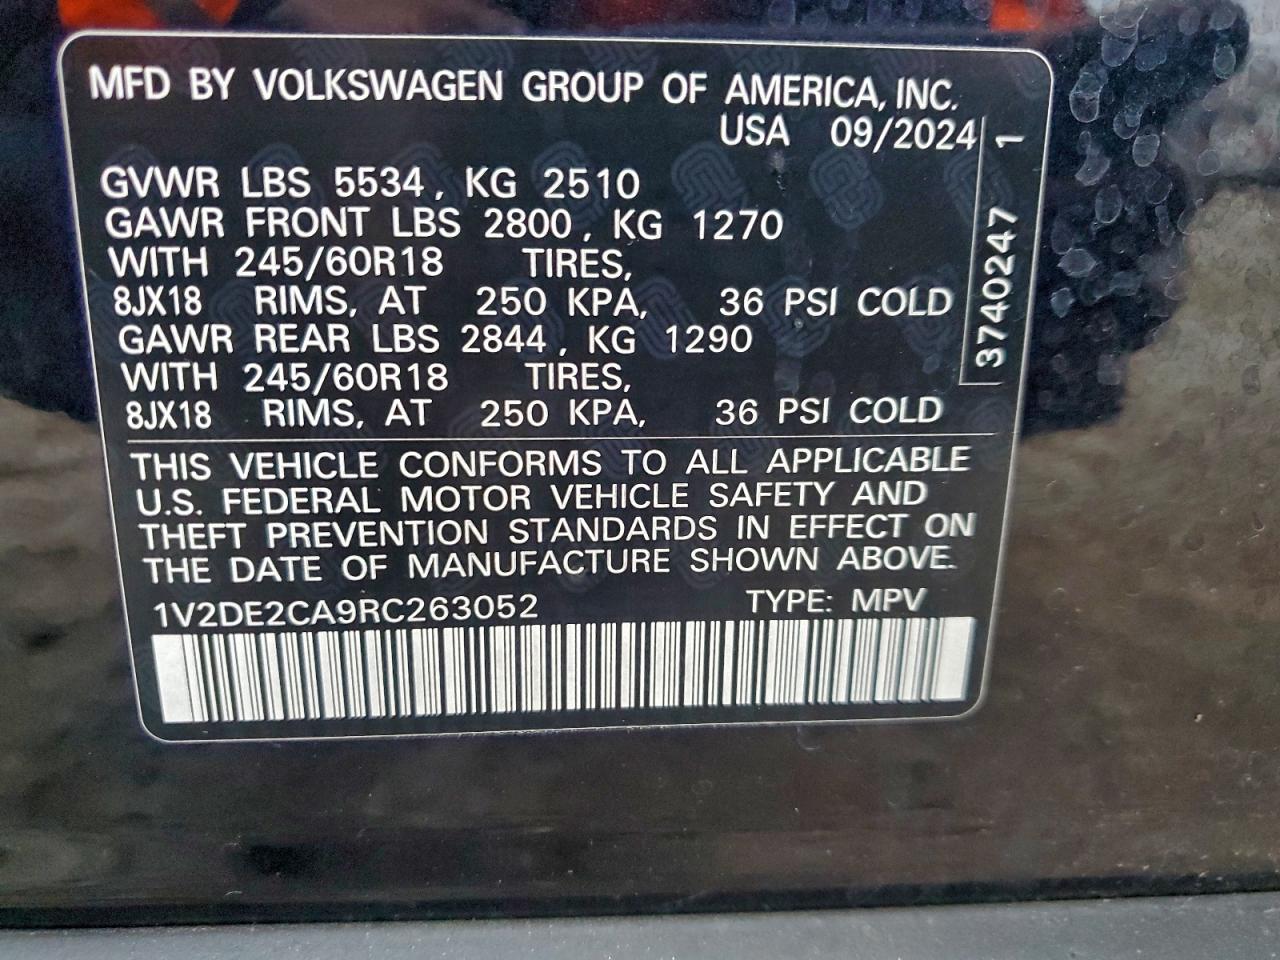 MFD BY VOLKSWAGEN GROUP OF AMERICA, INC.
USA 09/2024
GVWR LBS 5534, KG 2510
GAWR FRONT LBS 2800, KG 1270
WITH 245/60R18 TIRES,
8JX18 RIMS, AT 250 KPA, 36 PSI COLD
GAWR REAR LBS 2844, KG 1290
WITH 245/60R18 TIRES,
8JX18 RIMS, AT 250 KPA, 36 PSI COLD
37402471 1
THIS VEHICLE CONFORMS TO ALL APPLICABLE
U.S. FEDERAL MOTOR VEHICLE SAFETY AND
THEFT PREVENTION STANDARDS IN EFFECT ON
THE DATE OF MANUFACTURE SHOWN ABOVE.
1V2DE2CA9RC263052 TYPE: MPV